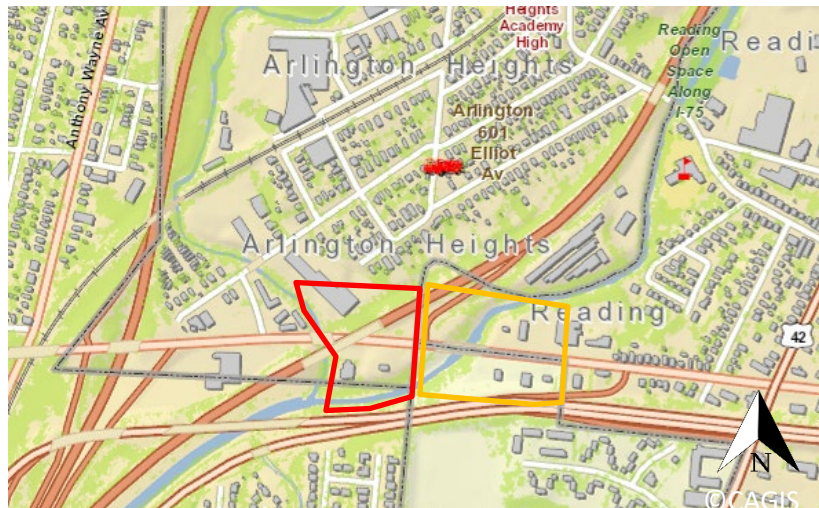 Heights
Academy
High
Anthony Wayne Av
Arlington Heights
Reading
Open
Space
Along
I-75
Readi
Arlington
601
Elliot
Av
Arlington Heights
Reading
42
N
©CAGIS